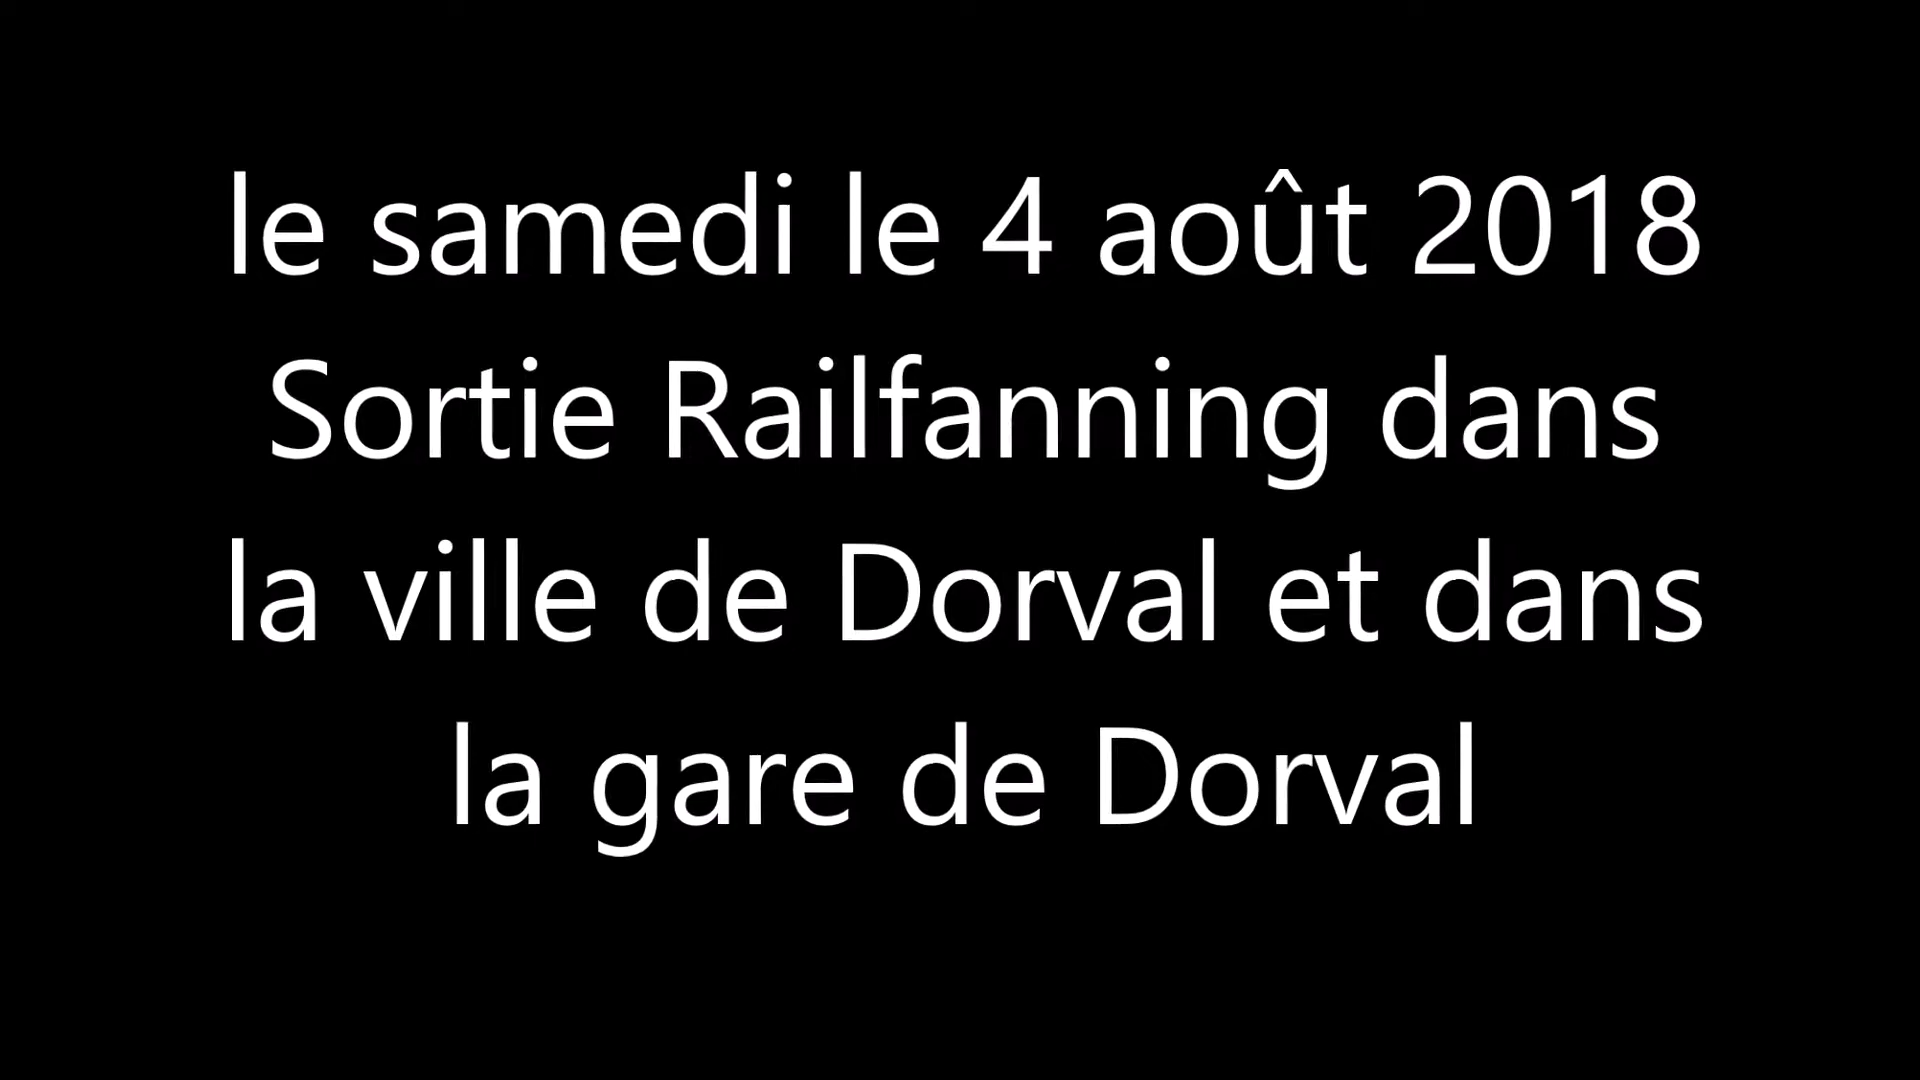 le samedi le 4 août 2018
Sortie Railfanning dans
la ville de Dorval et dans
la gare de Dorval